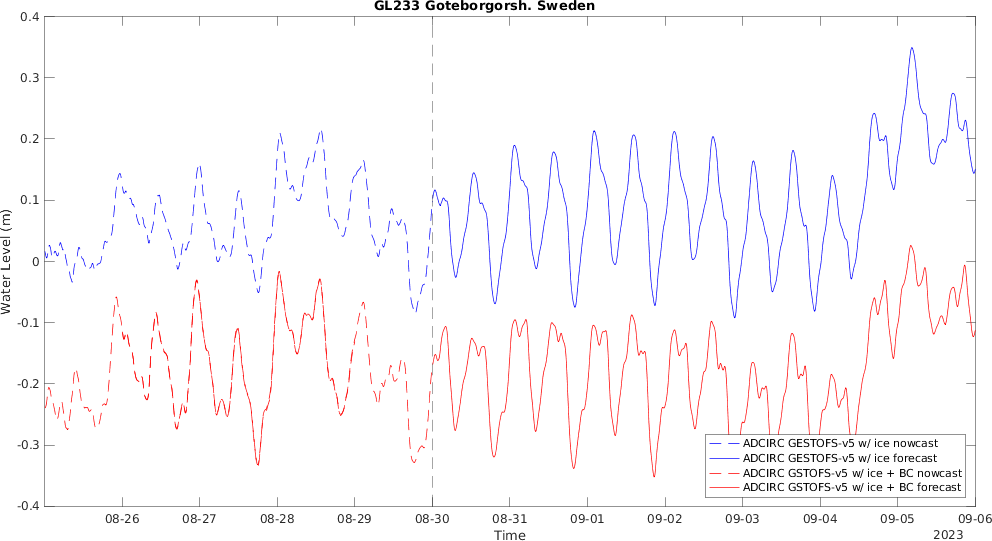 GL233 Goteborgorsh. Sweden
0.4
0.3
0.2
0.1
0
-0.1
-0.2
-0.3
-0.4
Water Level (m)
ADCIRC GESTOFS-v5 w/ ice nowcast
ADCIRC GESTOFS-v5 w/ ice forecast
ADCIRC GSTOFS-v5 w/ ice + BC nowcast
ADCIRC GSTOFS-v5 w/ ice + BC forecast
08-26 08-27 08-28 08-29 08-30 08-31 09-01 09-02 09-03 09-04 09-05 09-06
Time
2023